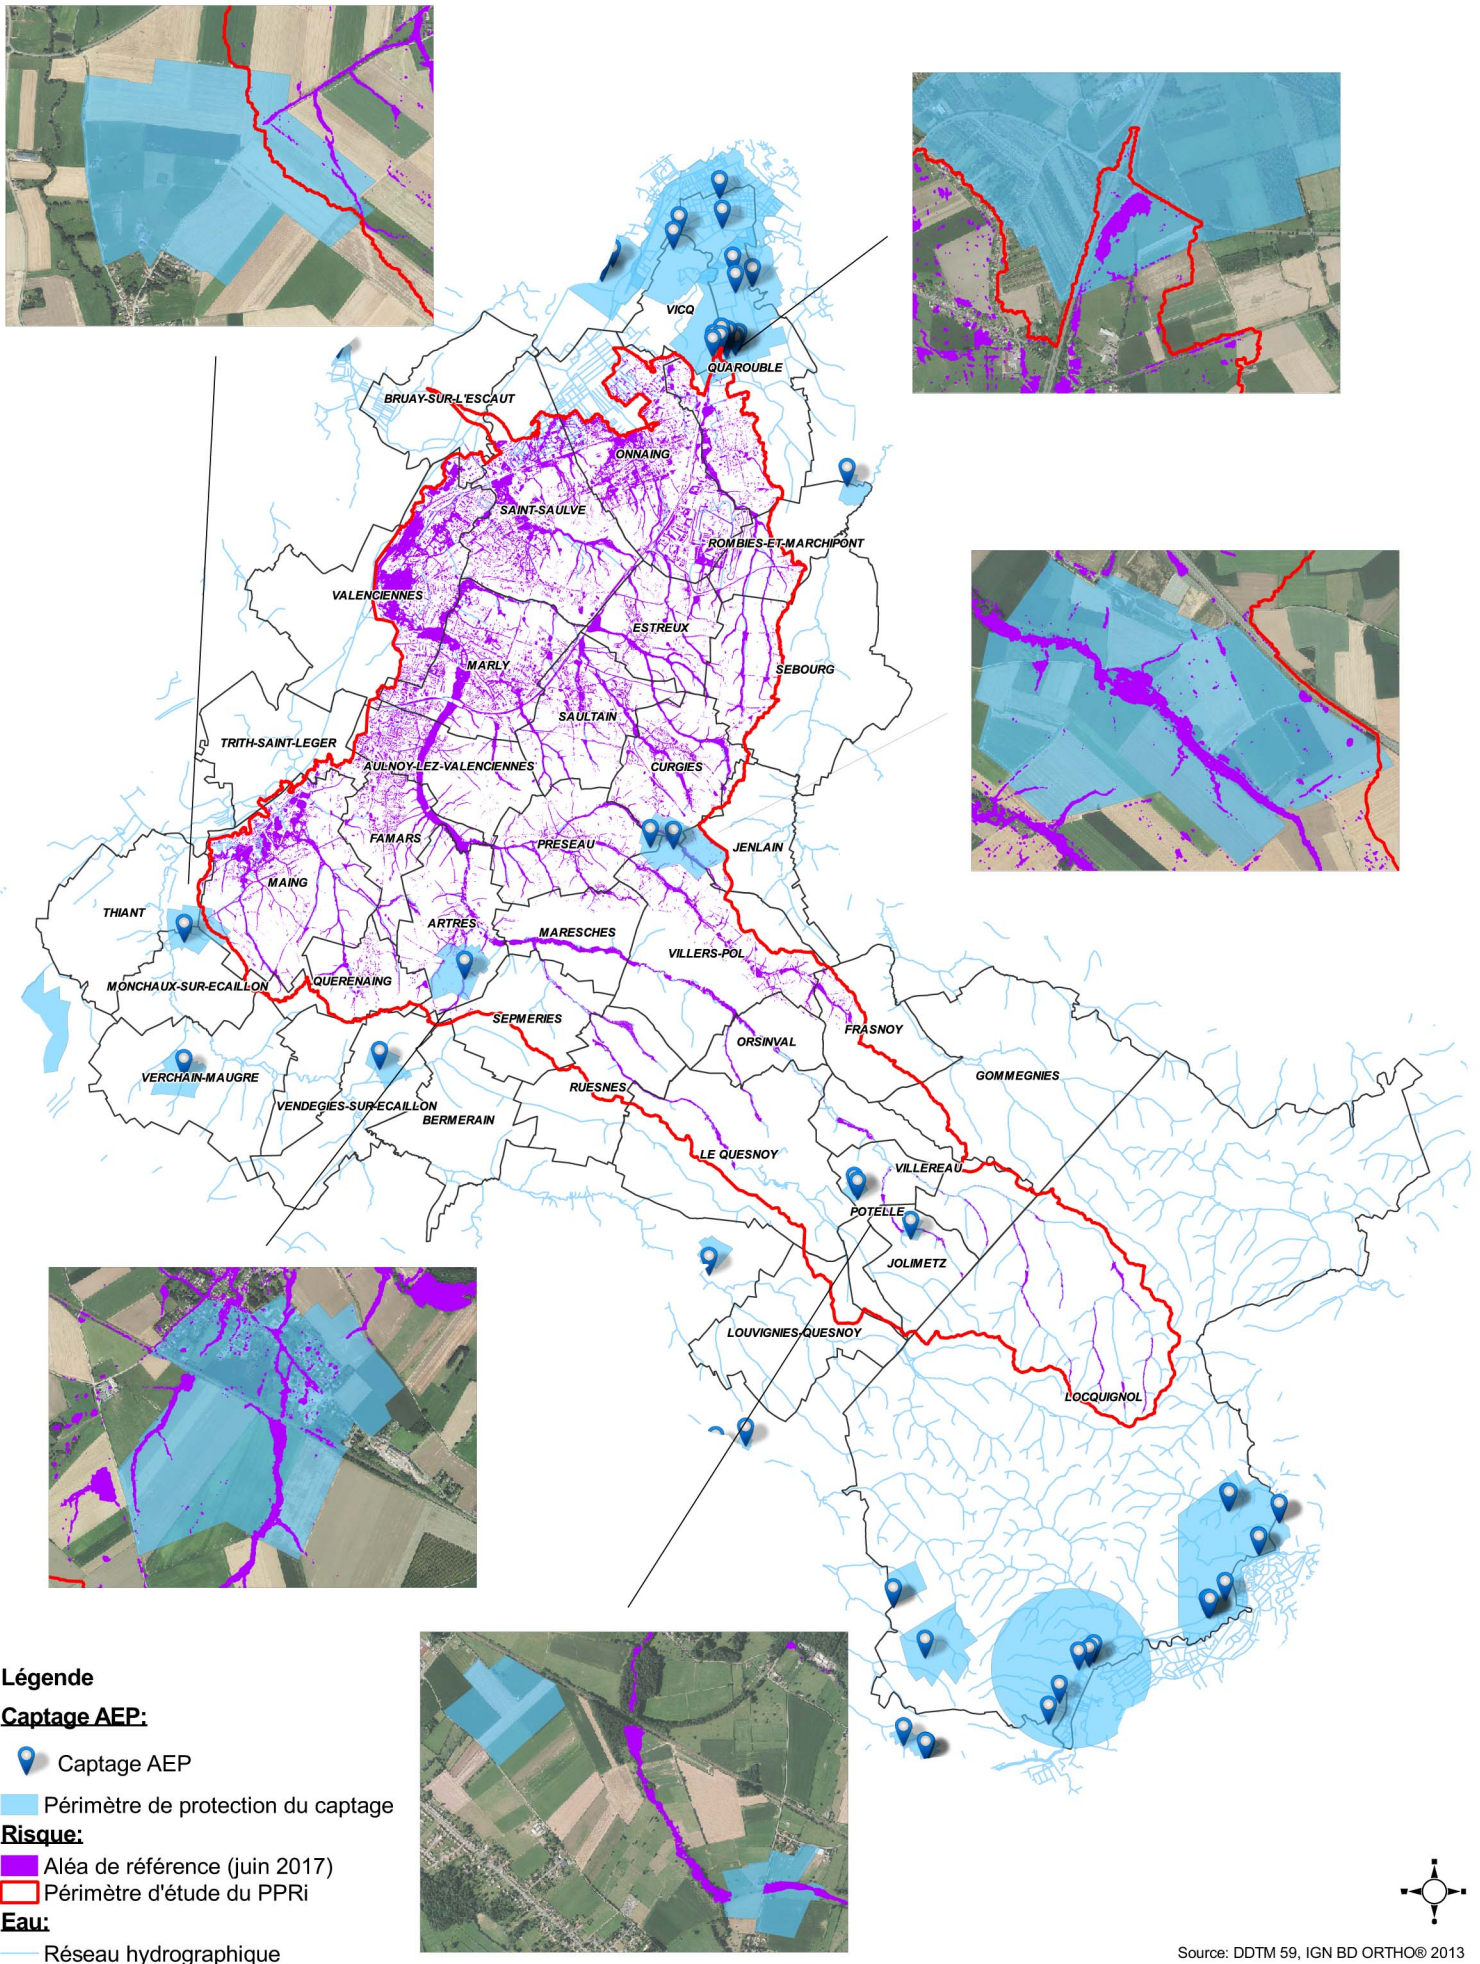 VICQ
QUAROUBLE
BRUAY-SUR-L'ESCAUT
ONNAING
SAINT-SAULVE
ROMBIES-ET-MARCHIPONT
VALENCIENNES
ESTREUX
MARLY
SEBOURG
SAULTAIN
TRITH-SAINT-LEGER
AULNOY-LEZ-VALENCIENNES
CURGIES
FAMARS
PRESEAU
JENLAIN
MAING
THIANT
ARTRES
MARESCHES
VILLERS-POL
QUERENAING
MONCHAUX-SUR-ECAILLON
SEPMERIES
FRASNOY
ORSINVAL
VERCHAIN-MAUGRE
GOMMEGNIES
RUESNES
VENDEGIES-SUR-ECAILLON
BERMERAIN
LE QUESNOY
VILLEREAU
POTELLE
JOLIMETZ
LOUVIGNIES-QUESNOY
LOCQUIGNOL
Légende
Captage AEP:
Captage AEP
Périmètre de protection du captage
Risque:
Aléa de référence (juin 2017)
Périmètre d'étude du PPRi
Eau:
Réseau hydrographique
Source: DDTM 59, IGN BD ORTHO® 2013